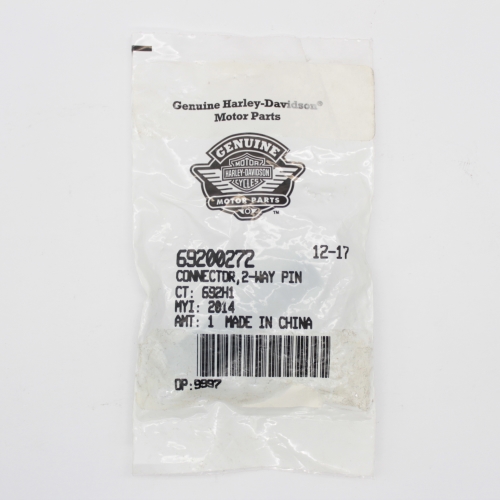 Genuine Harley-Davidson®
Motor Parts
GENUINE
MOTOR
HARLEY-DAVIDSON
CYCLES
MOTOR PARTS
™
69200272 12-17
CONNECTOR,2-WAY PIN
CT: 692H1
MYI: 2014
AMT: 1 MADE IN CHINA
OP:9997